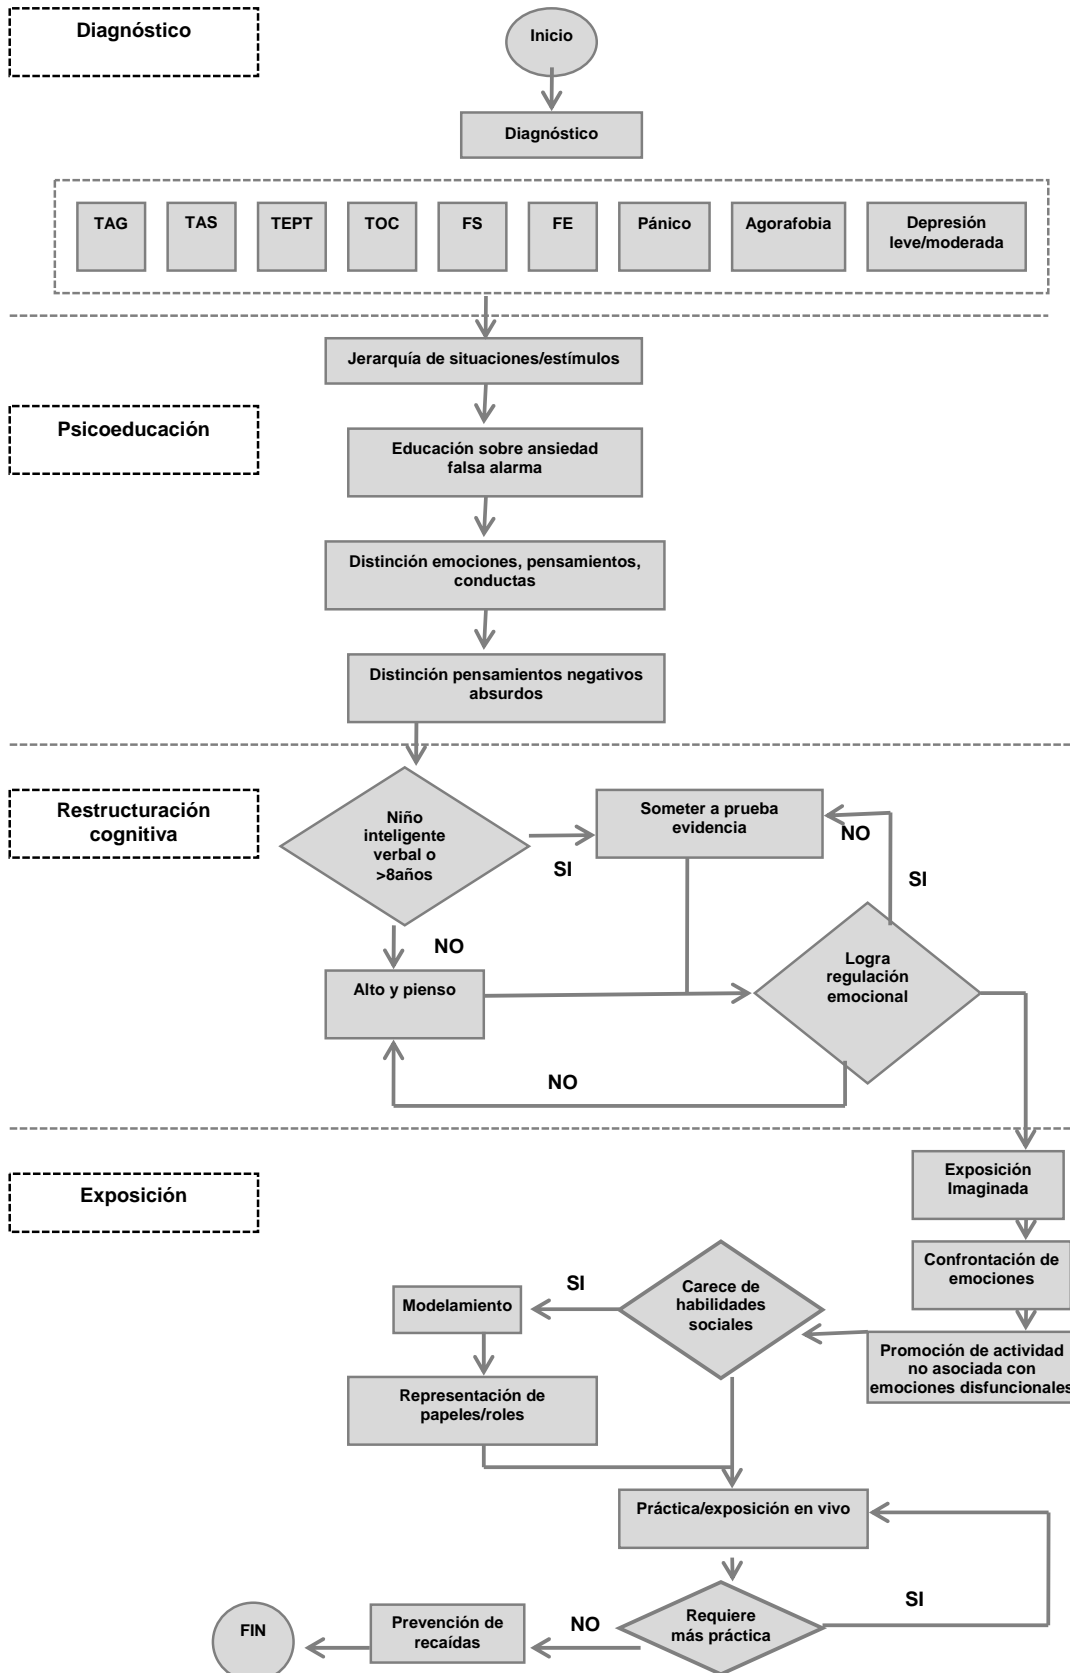 Diagnóstico
Inicio
Diagnóstico
TAG
TAS
TEPT
TOC
FS
FE
Pánico
Agorafobia
Depresión
leve/moderada
Jerarquía de situaciones/estímulos
Psicoeducación
Educación sobre ansiedad
falsa alarma
Distinción emociones, pensamientos,
conductas
Distinción pensamientos negativos
absurdos
Restructuración
cognitiva
Niño
inteligente
verbal o
>8años
SI
Someter a prueba
evidencia
NO
SI
NO
Alto y pienso
Logra
regulación
emocional
NO
Exposición
Exposición
Imaginada
Confrontación de
emociones
Promoción de actividad
no asociada con
emociones disfuncionales
Carece de
habilidades
sociales
SI
Modelamiento
Representación de
papeles/roles
Práctica/exposición en vivo
Requiere
más práctica
SI
NO
Prevención de
recaídas
FIN